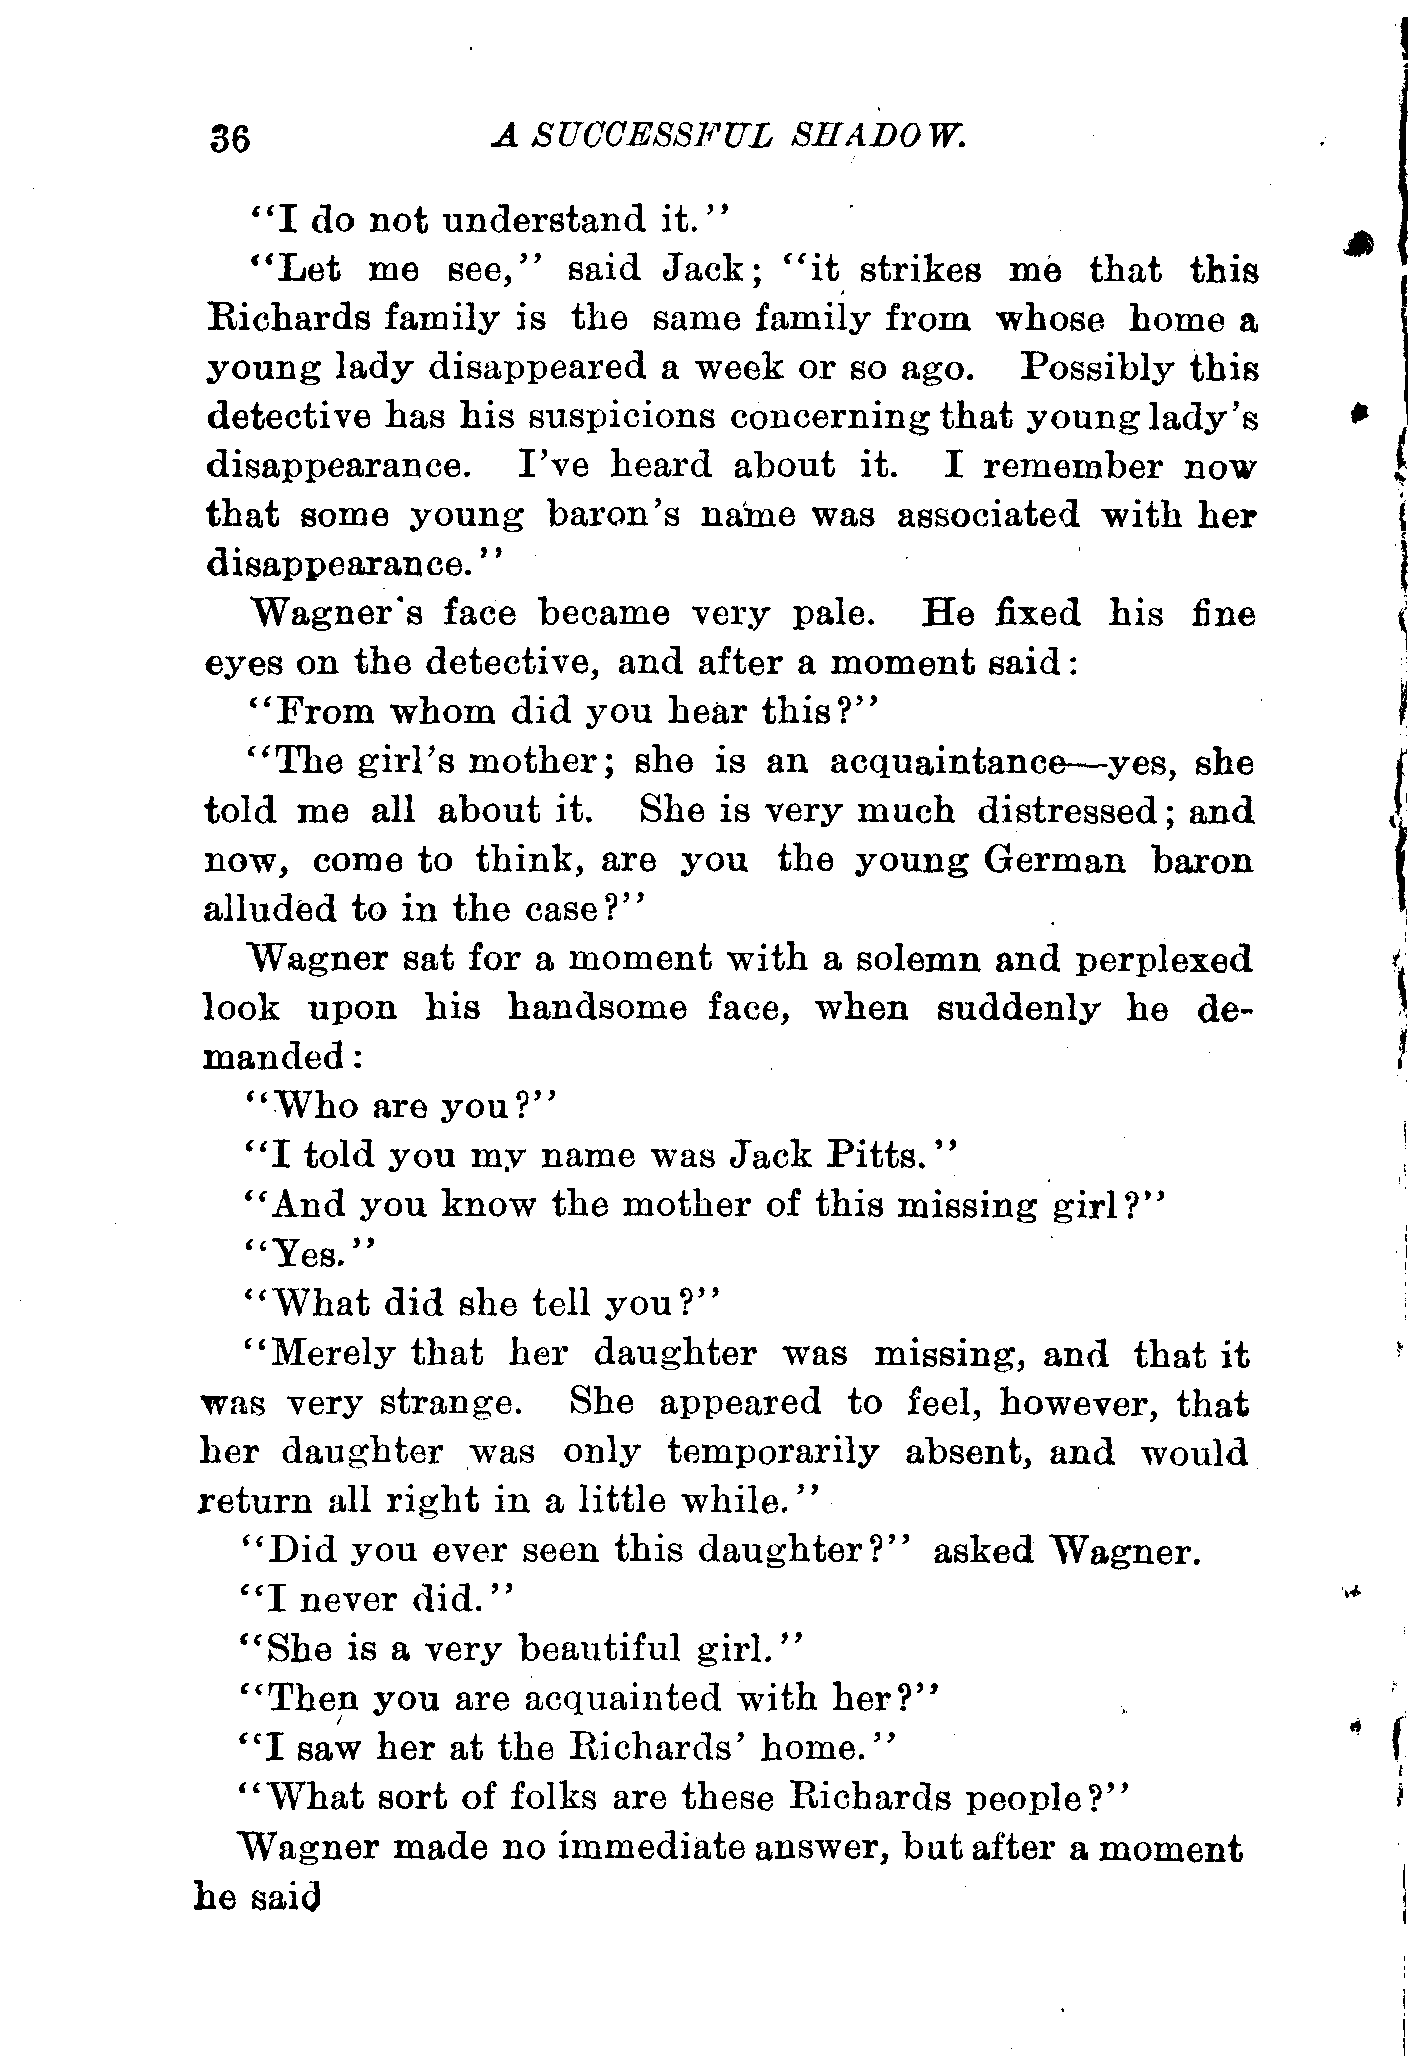 36 A SUCCESSFUL SHADOW.
"I do not understand it."
"Let me see," said Jack; "it strikes me that this
Richards family is the same family from whose home a
young lady disappeared a week or so ago. Possibly this
detective has his suspicions concerning that young lady's
disappearance. I've heard about it. I remember now
that some young baron's name was associated with her
disappearance."
Wagner's face became very pale. He fixed his fine
eyes on the detective, and after a moment said:
"From whom did you hear this?"
"The girl's mother; she is an acquaintance—yes, she
told me all about it. She is very much distressed; and
now, come to think, are you the young German baron
alluded to in the case?"
Wagner sat for a moment with a solemn and perplexed
look upon his handsome face, when suddenly he de-
manded:
"Who are you?"
"I told you my name was Jack Pitts."
"And you know the mother of this missing girl?"
"Yes."
"What did she tell you?"
"Merely that her daughter was missing, and that it
was very strange. She appeared to feel, however, that
her daughter was only temporarily absent, and would
return all right in a little while."
"Did you ever seen this daughter?" asked Wagner.
"I never did."
"She is a very beautiful girl."
"Then you are acquainted with her?"
"I saw her at the Richards' home."
"What sort of folks are these Richards people?"
Wagner made no immediate answer, but after a moment
he said